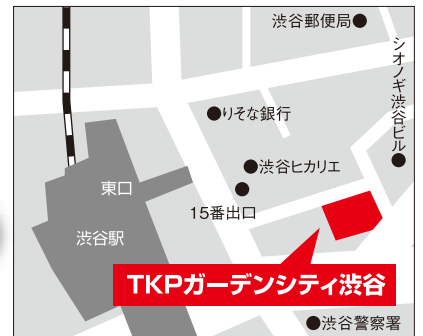 渋谷郵便局
シオノギ渋谷ビル
りそな銀行
渋谷ヒカリエ
東口
15番出口
渋谷駅
TKPガーデンシティ渋谷
渋谷警察署